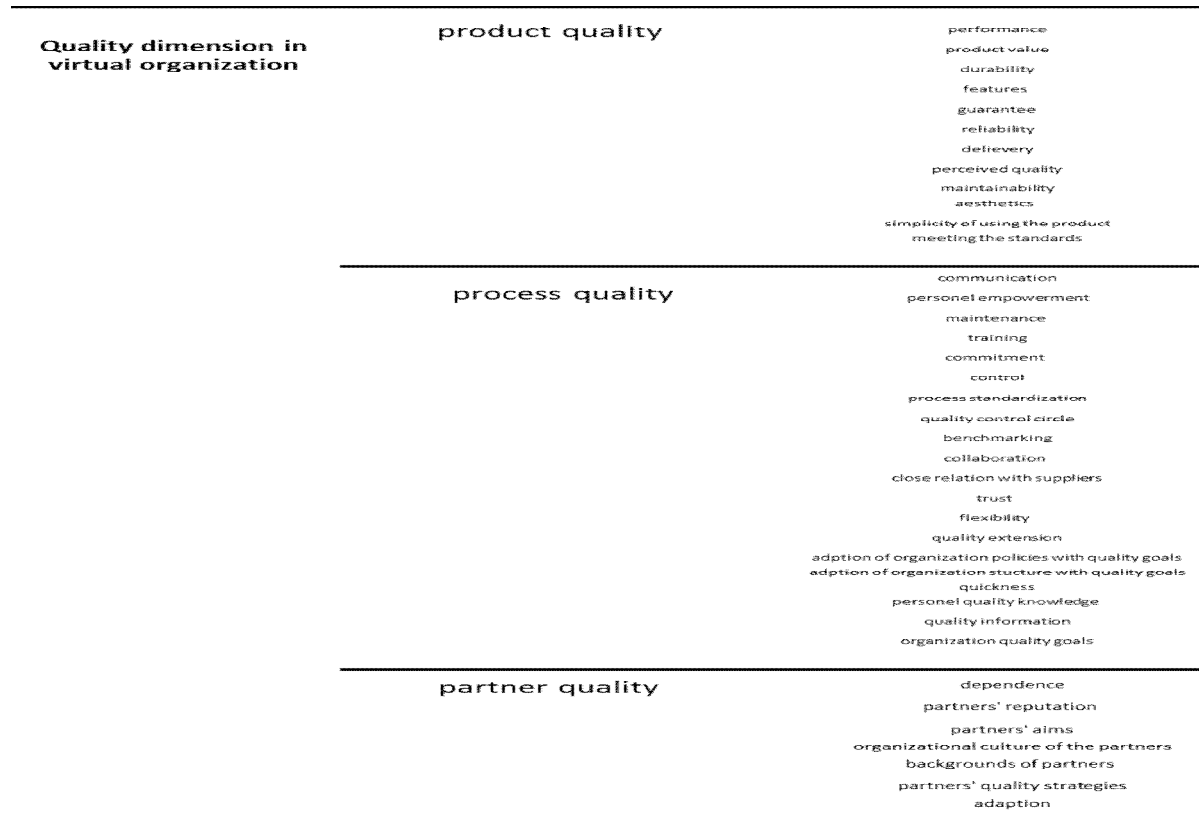 Quality dimension in
virtual organization
product quality
performance
product value
durability
features
guarantee
reliability
delievery
perceived quality
maintainability
aesthetics
simplicity of using the product
meeting the standards
process quality
communication
personel empowerment
maintenance
training
commitment
control
process standardization
quality control circle
benchmarking
collaboration
close relation with suppliers
trust
flexibility
quality extension
adption of organization policies with quality goals
adption of organization stucture with quality goals
quickness
personel quality knowledge
quality information
organization quality goals
partner quality
dependence
partners' reputation
partners' aims
organizational culture of the partners
backgrounds of partners
partners' quality strategies
adaption